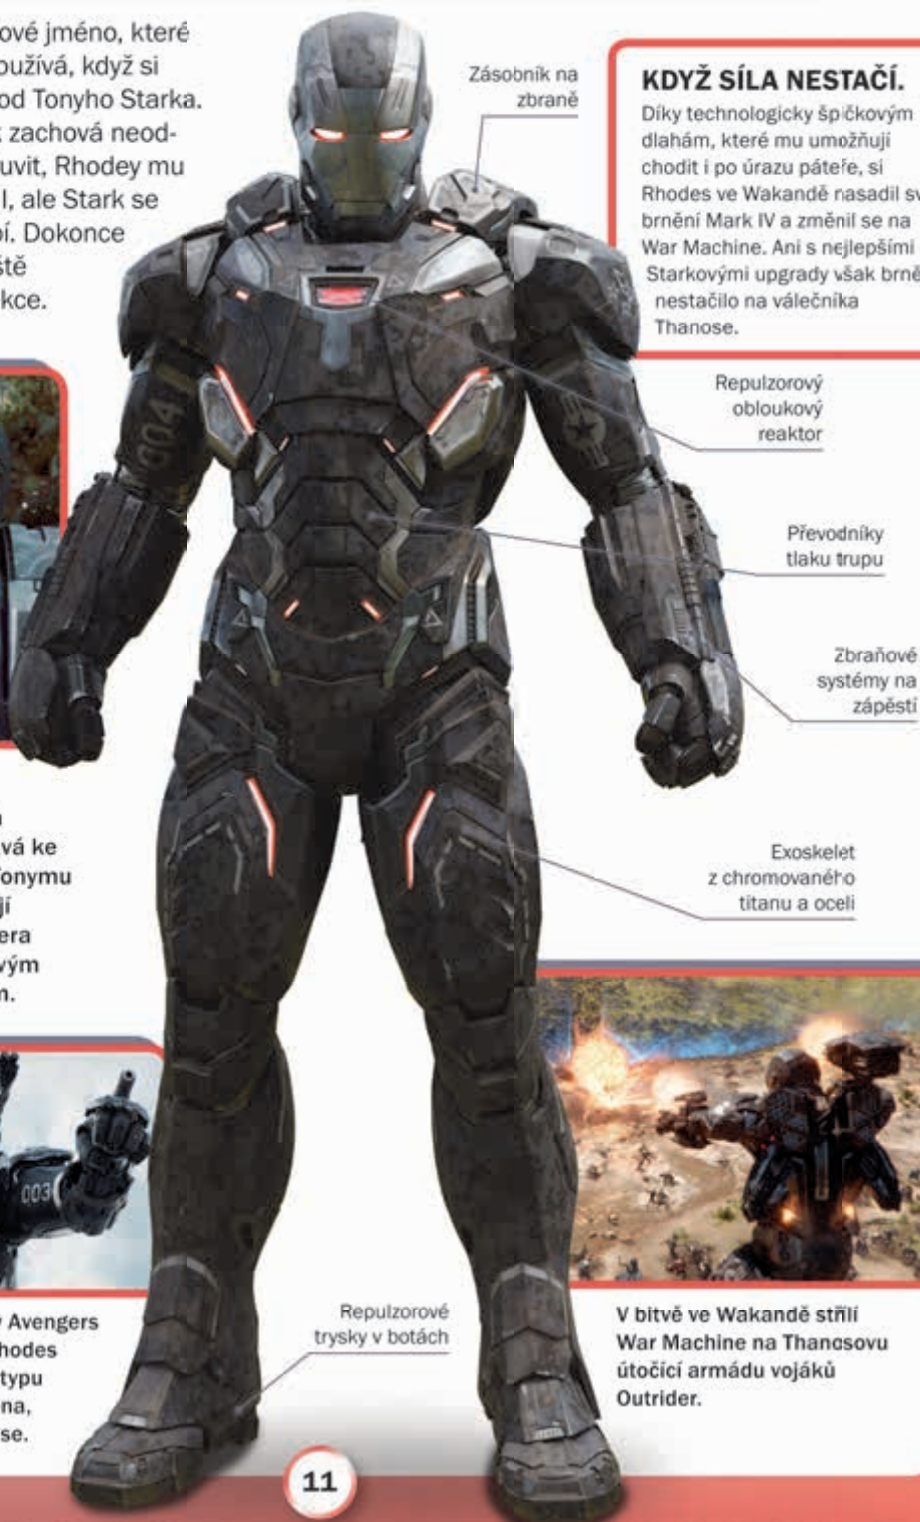 ové jméno, které
oužívá, když si
od Tonyho Starka.
zachová neod-
uvit, Rhodey mu
l, ale Stark se
bí. Dokonce
ště
kce.
Zásobník na
zbraně
KDYŽ SÍLA NESTAČÍ.
Díky technologicky špičkovým
dlahám, které mu umožňují
chodit i po úrazu páteře, si
Rhodes ve Wakandě nasadil sv
brnění Mark IV a změnil se na
War Machine. Ani s nejlepšími
Starkovými upgrady však brně
nestačilo na válečníka
Thanose.
Repulzorový
obloukový
reaktor
004
Převodníky
tlaku trupu
Zbraňové
systémy na
zápěstí
vá ke
onymu
jí
era
vým
m.
Exoskelet
z chromovaného
titanu a oceli
003
Avengers
hodes
typu
na,
se.
Repulzorové
trysky v botách
V bitvě ve Wakandě střílí
War Machine na Thanosovu
útočící armádu vojáků
Outrider.
11